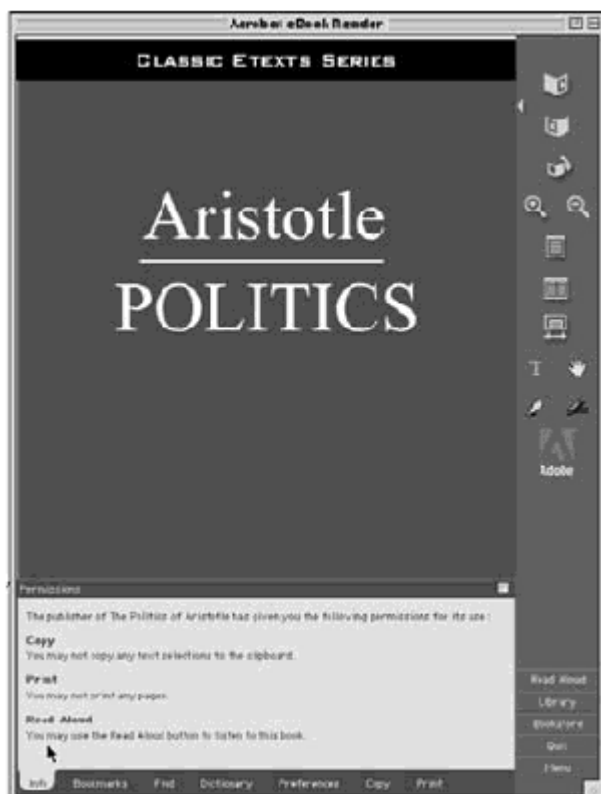 Acrobat eBook Reader
CLASSIC ETEXTS SERIES
Aristotle
POLITICS
Adobe
Permissions
The publisher of The Politics of Aristotle has given you the following permissions for its use:
Copy
You may not copy any text selections to the clipboard.
Print
You may not print any pages.
Read Aloud
You may use the Read Aloud button to listen to this book.
Read Aloud
Library
Bookstore
Quit
Menu
Info Bookmarks Find Dictionary Preferences Copy Print